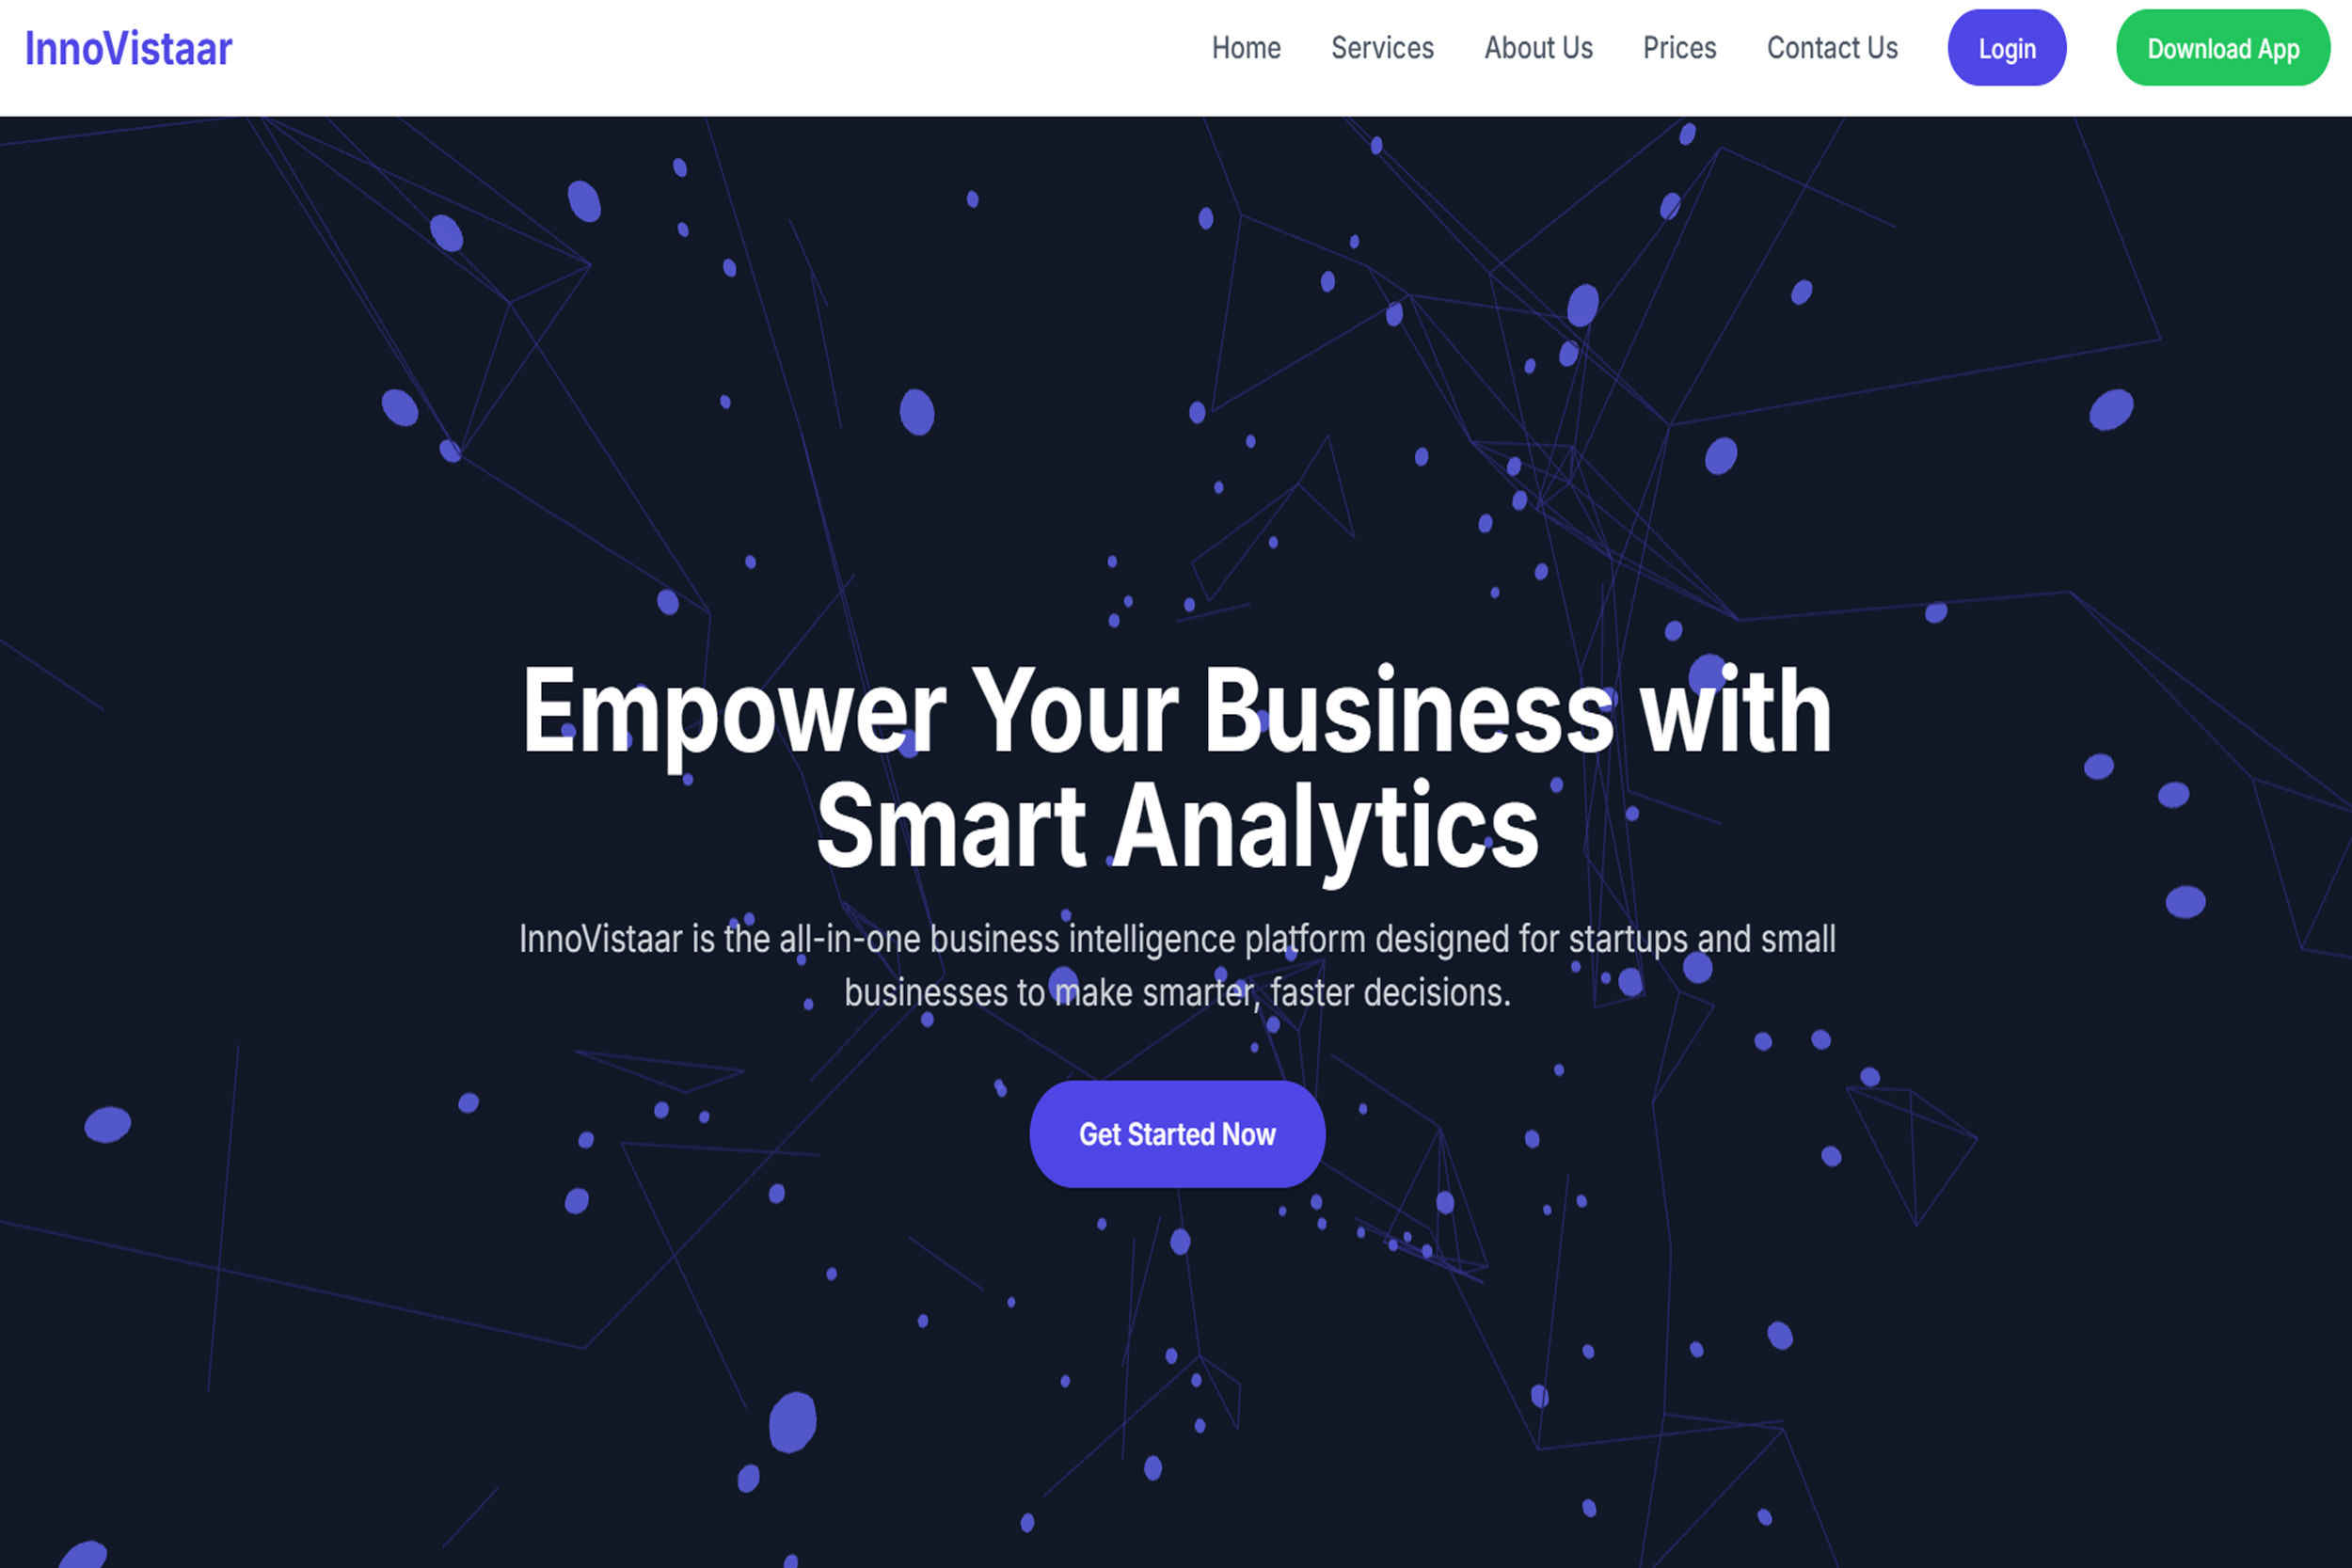 InnoVistaar
Home
Services
About Us
Prices
Contact Us
Login
Download App
Empower Your Business with
Smart Analytics
InnoVistaar is the all-in-one business intelligence platform designed for startups and small
businesses to make smarter, faster decisions.
Get Started Now